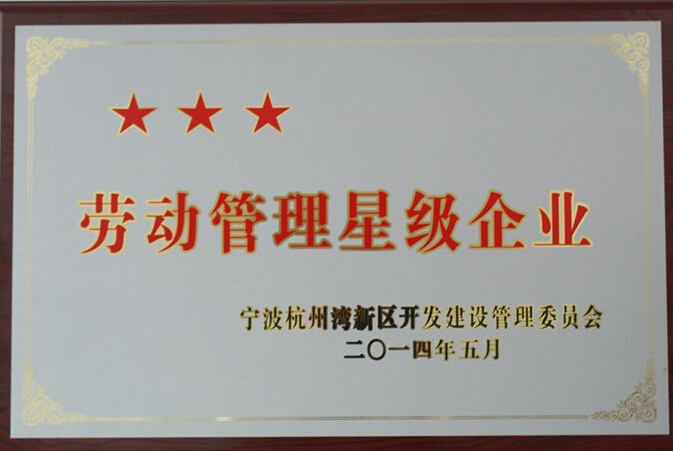 劳动管理星级企业
宁波杭州湾新区开发建设管理委员会
二〇一四年五月